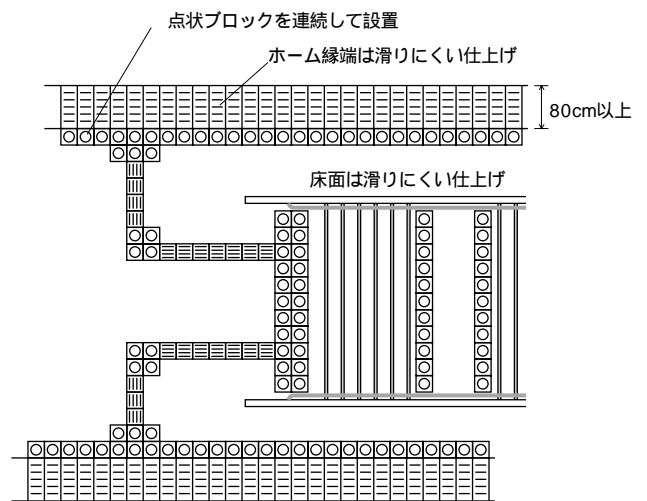 点状ブロックを連続して設置
ホーム縁端は滑りにくい仕上げ
80cm以上
床面は滑りにくい仕上げ